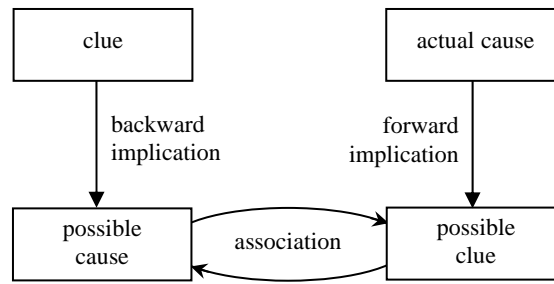 clue
actual cause
backward
implication
forward
implication
possible
cause
association
possible
clue